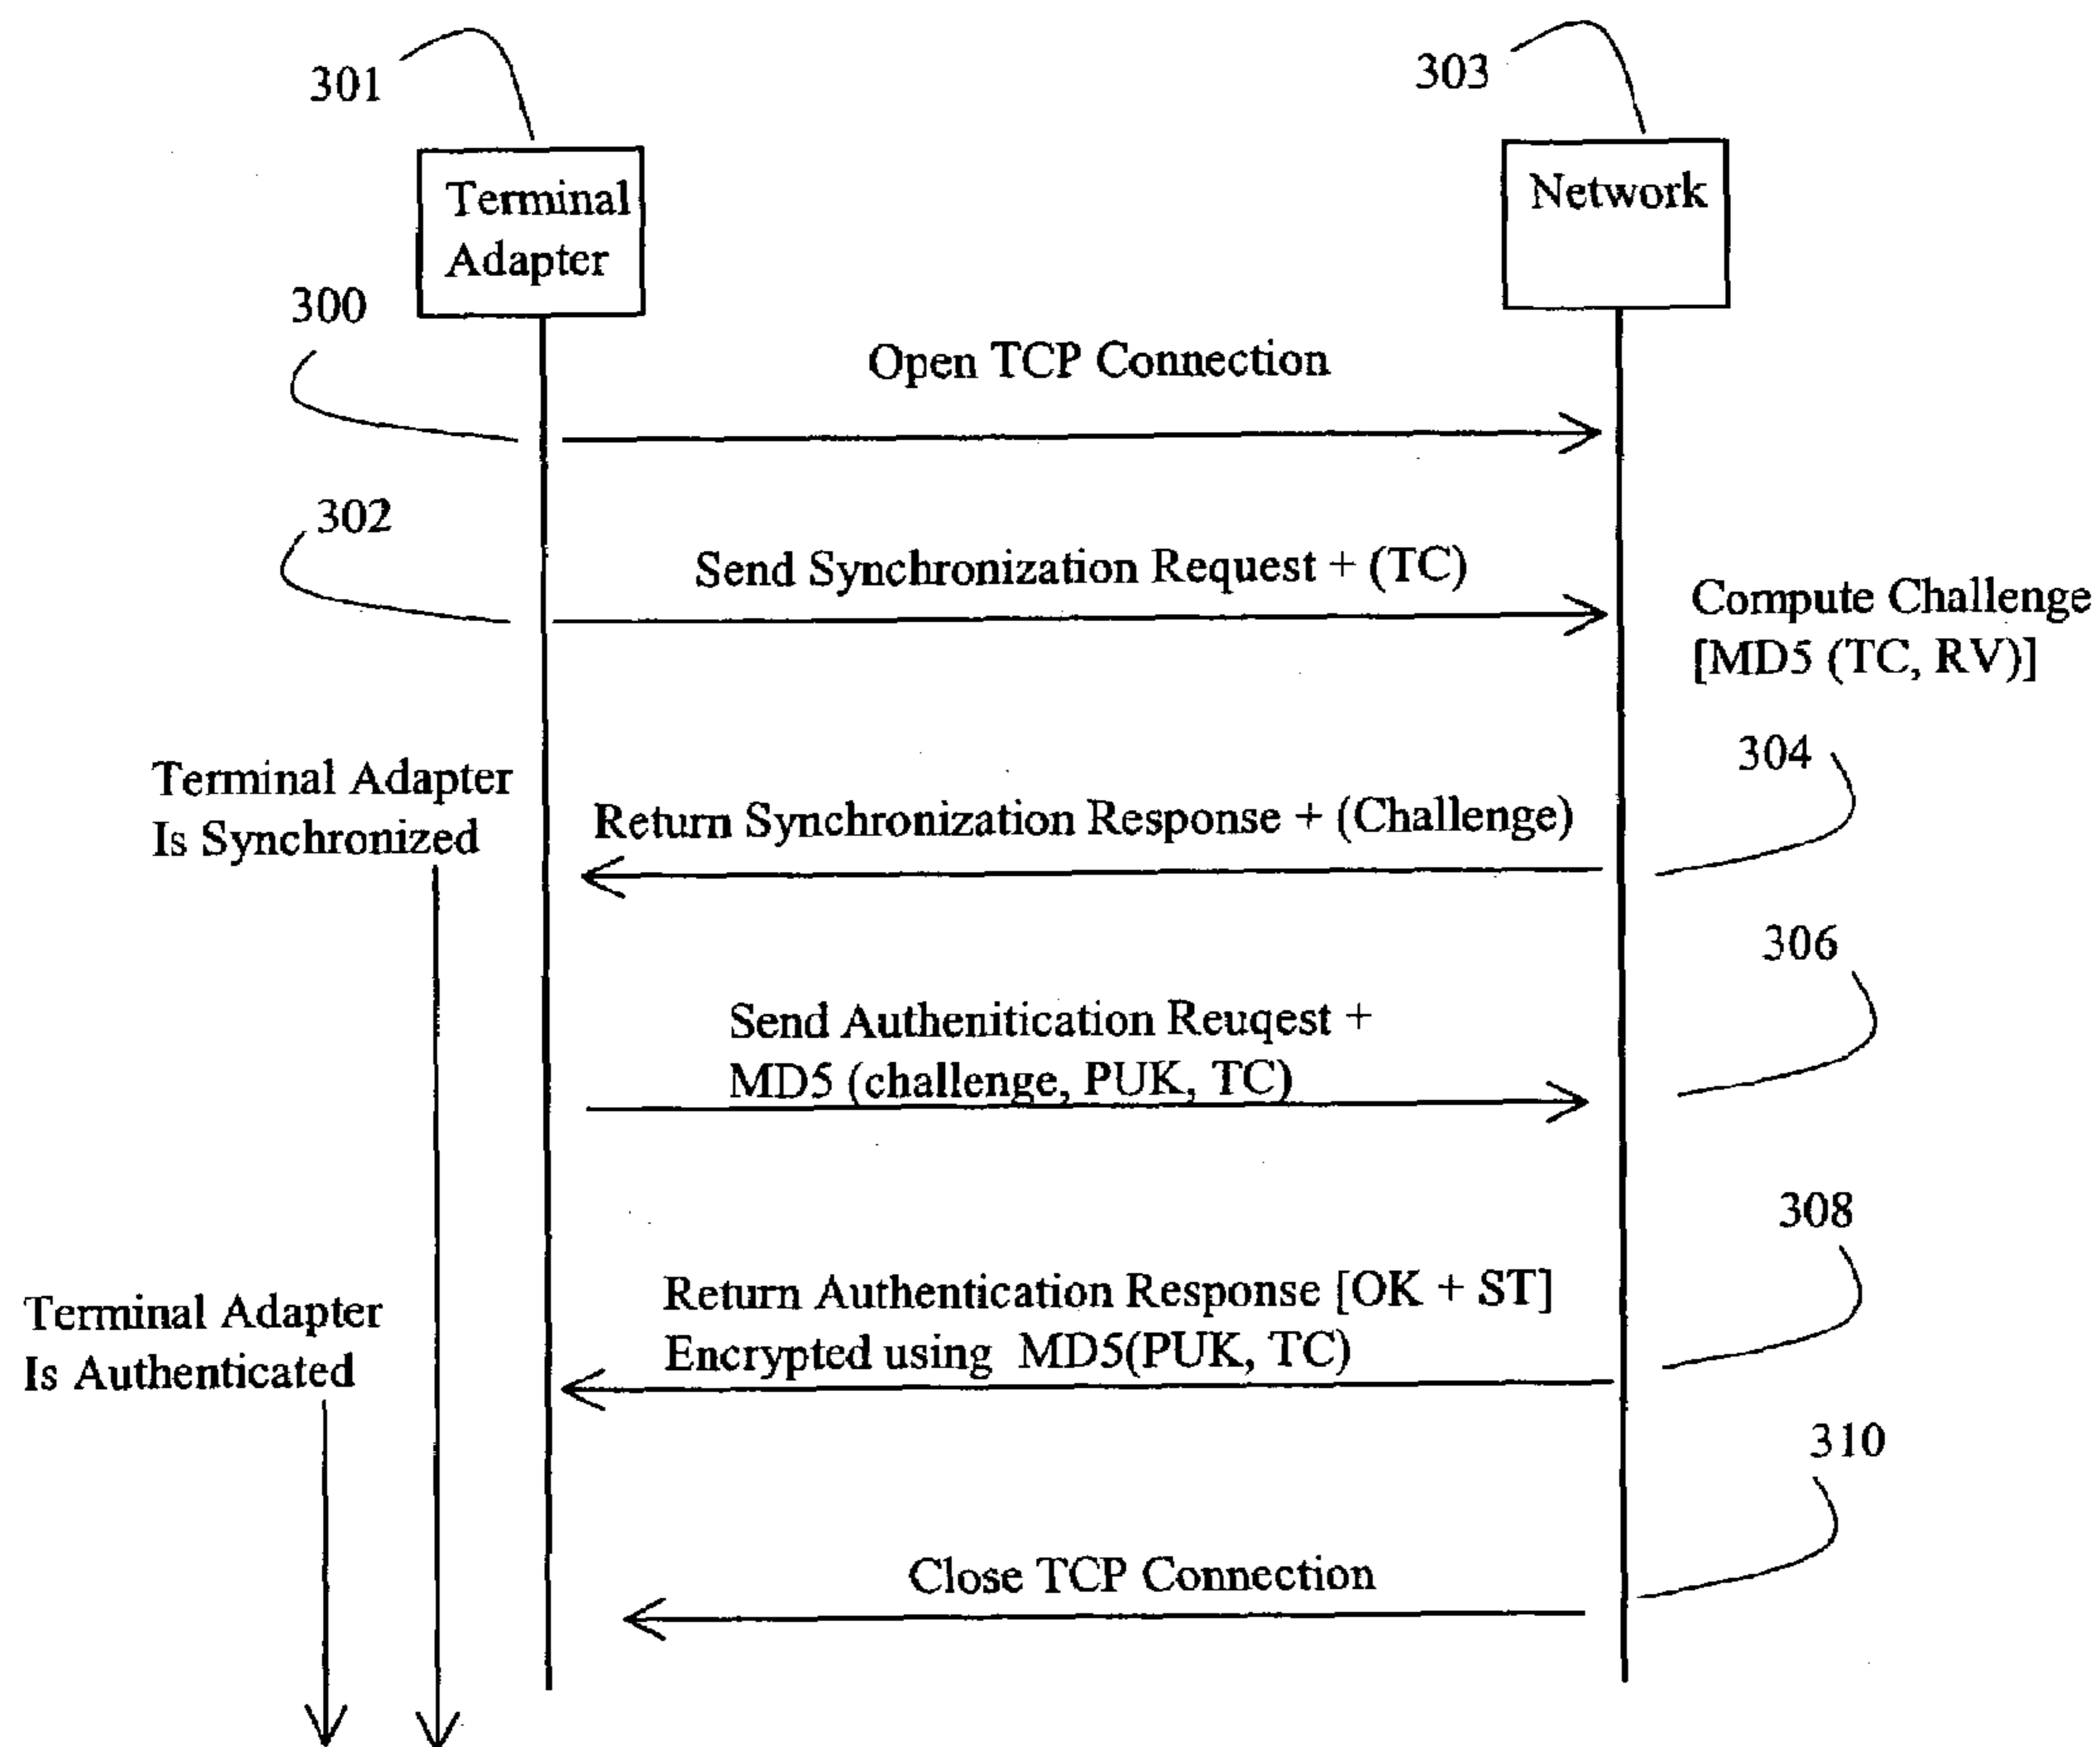 301
303
Terminal
Adapter
Network
300
Open TCP Connection
302
Send Synchronization Request + (TC)
Compute Challenge
[MD5 (TC, RV)]
304
Terminal Adapter
Is Synchronized
Return Synchronization Response + (Challenge)
306
Send Authenitication Reuqest +
MD5 (challenge, PUK, TC)
308
Return Authentication Response [OK + ST]
Encrypted using MD5(PUK, TC)
Terminal Adapter
Is Authenticated
310
Close TCP Connection